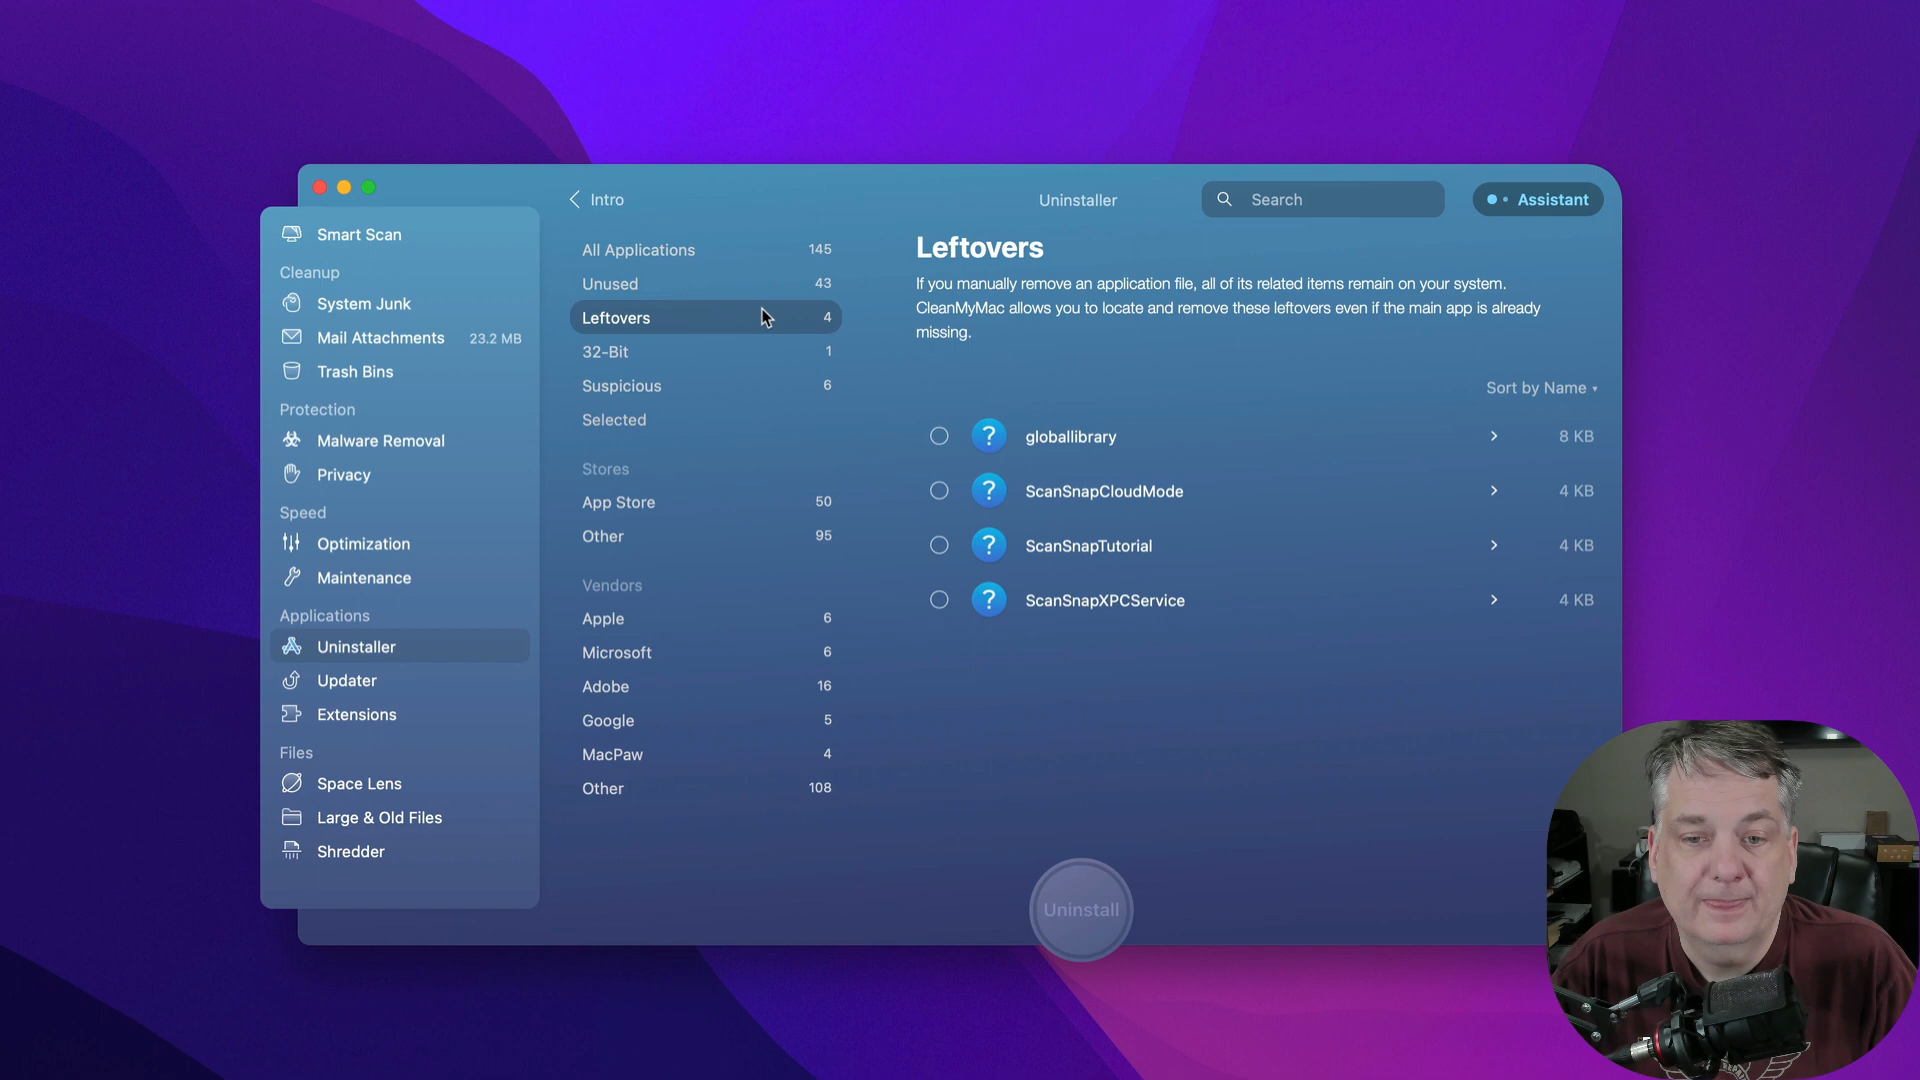 Intro
Uninstaller
Search
Assistant
Smart Scan
Cleanup
System Junk
Mail Attachments 23.2 MB
Trash Bins
Protection
Malware Removal
Privacy
Speed
Optimization
Maintenance
Applications
Uninstaller
Updater
Extensions
Files
Space Lens
Large & Old Files
Shredder
All Applications 145
Unused 43
Leftovers 4
32-Bit 1
Suspicious 6
Selected
Stores
App Store 50
Other 95
Vendors
Apple 6
Microsoft 6
Adobe 16
Google 5
MacPaw 4
Other 108
Leftovers
If you manually remove an application file, all of its related items remain on your system.
CleanMyMac allows you to locate and remove these leftovers even if the main app is already
missing.
Sort by Name
? globallibrary 8 KB
? ScanSnapCloudMode 4 KB
? ScanSnapTutorial 4 KB
? ScanSnapXPCService 4 KB
Uninstall